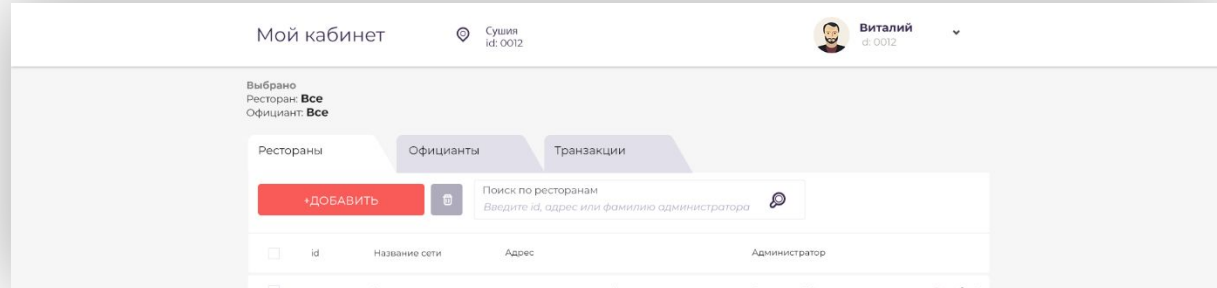 Мой кабинет
Сушия
id: 0012
Виталий
d: 0012
Выбрано
Ресторан: Все
Официант: Все
Рестораны Официанты Транзакции
+ДОБАВИТЬ
Поиск по ресторанам
Введите id, адрес или фамилию администратора
id Название сети Адрес Администратор